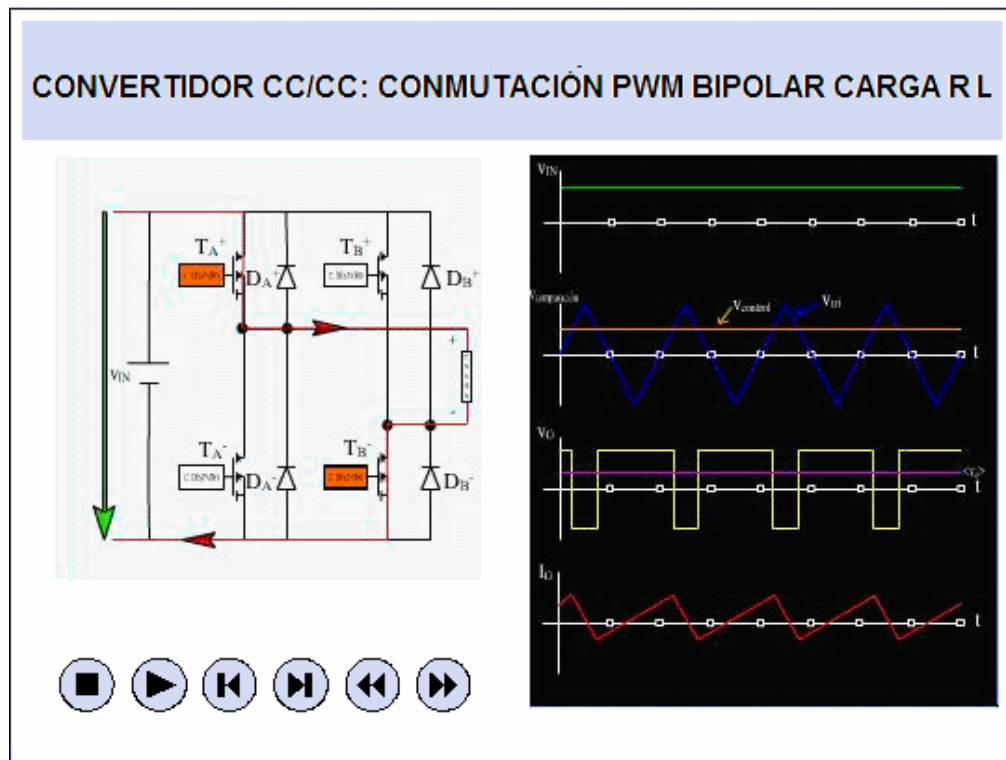 CONVERTIDOR CC/CC: CONMUTACIÓN PWM BIPOLAR CARGA R L
TA+
DA+
TB+
DB+
VIN
+
-
TA-
DA-
TB-
DB-
VIN
t
Vcontrol
Vtri
t
VO
<vo>
t
IO
t